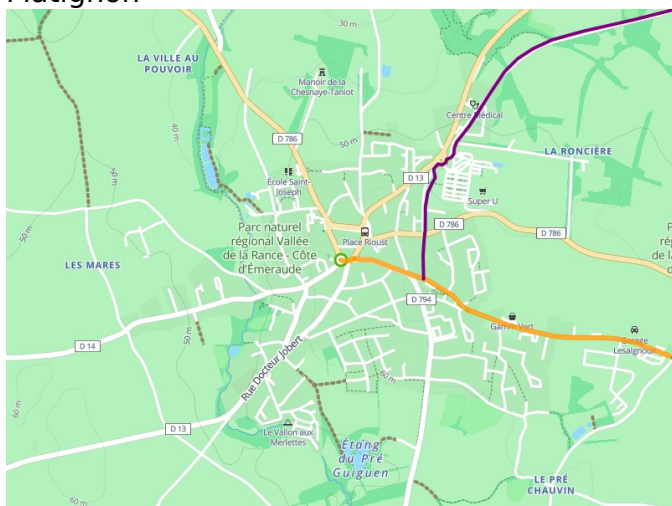 Matignon
30 m
LA VILLE AU
POUVOIR
Manoir de la
Chesnaye-Taniot
Centre Médical
40 m
D 786
50 m
LA RONCIÈRE
École Saint-
Joseph
D 13
Super U
Parc naturel
régional Vallée
de la Rance - Côte
d'Émeraude
Place Rioust
D 786
D 786
50 m
LES MARES
D 794
Gamm Vert
50 m
D 14
Garage
Lesaignoux
Rue Docteur Jobert
60 m
60 m
D 13
Le Vallon aux
Merlettes
Étang
du Pré
Guiguen
LE PRÉ
CHAUVIN
60 m